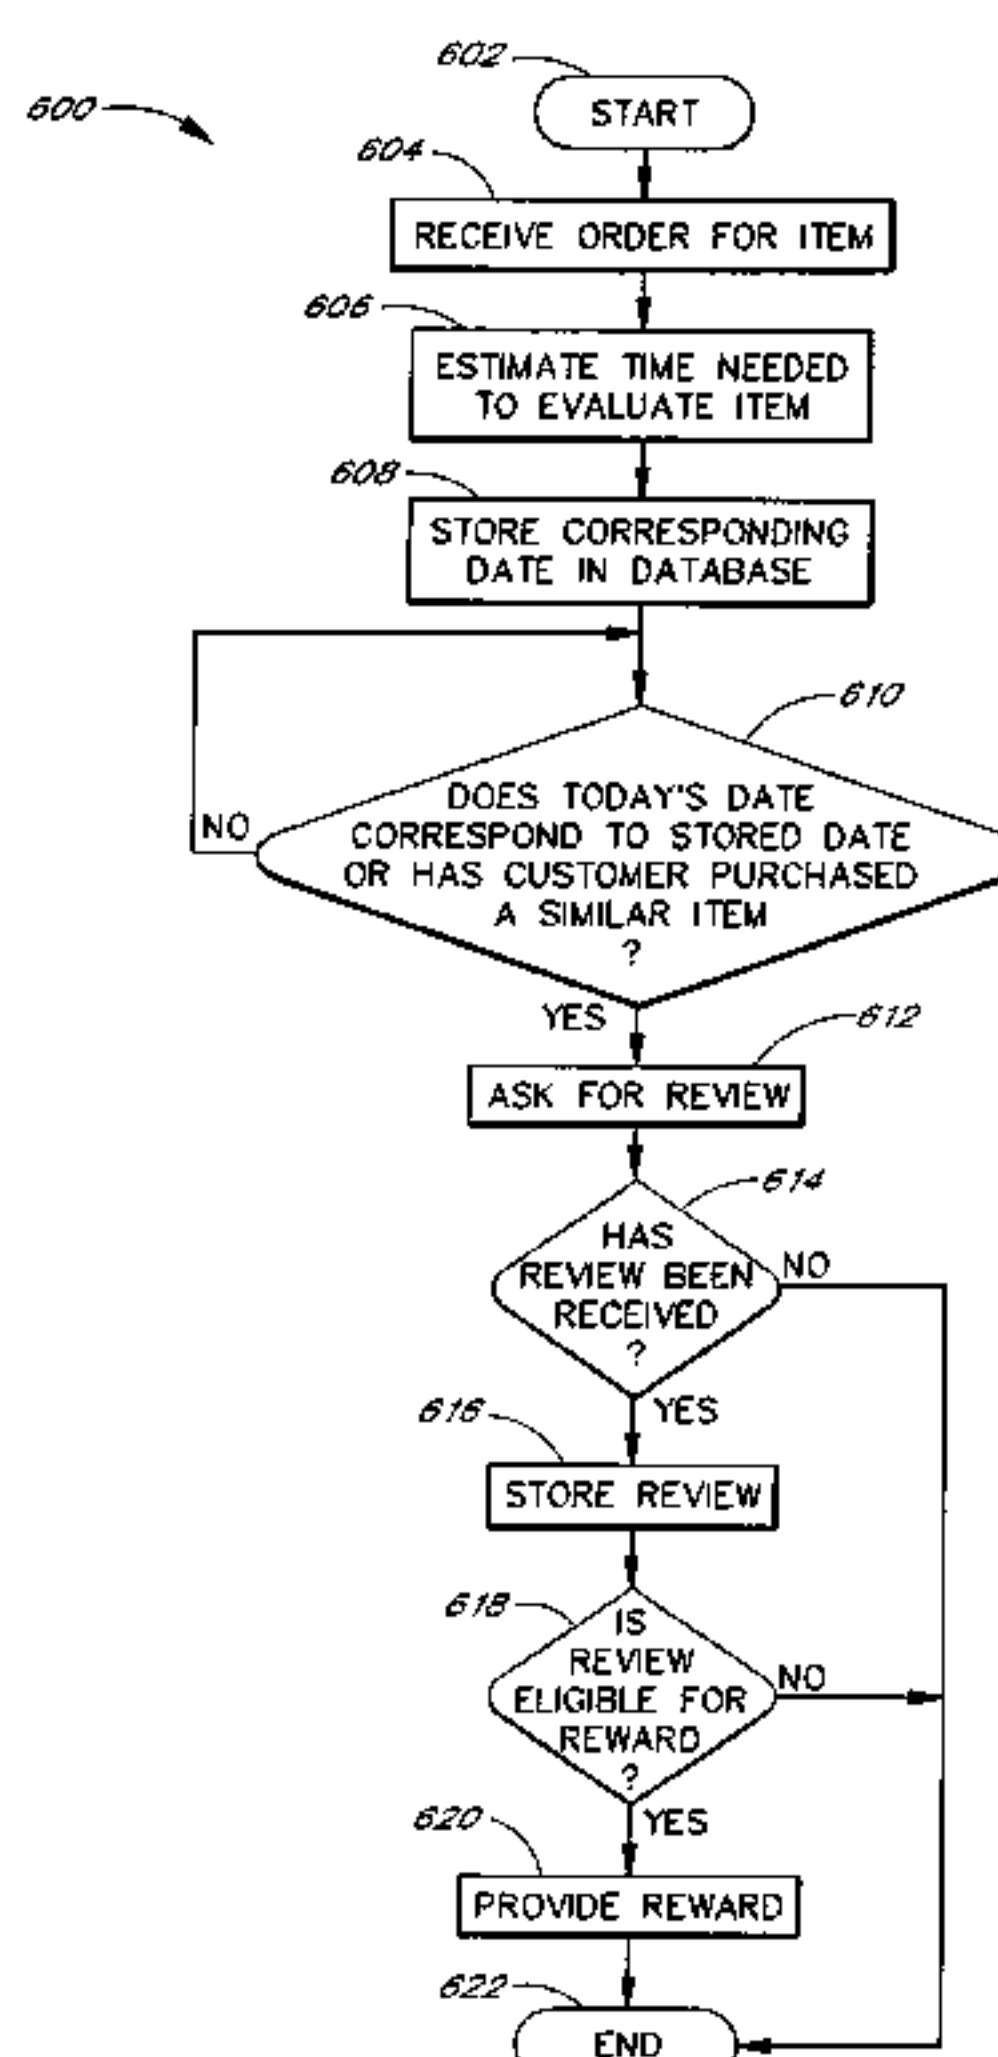 602
START
600
604
RECEIVE ORDER FOR ITEM
606
ESTIMATE TIME NEEDED
TO EVALUATE ITEM
608
STORE CORRESPONDING
DATE IN DATABASE
610
DOES TODAY'S DATE
CORRESPOND TO STORED DATE
OR HAS CUSTOMER PURCHASED
A SIMILAR ITEM
?
NO
YES
612
ASK FOR REVIEW
614
HAS
REVIEW BEEN
RECEIVED
?
NO
YES
616
STORE REVIEW
618
IS
REVIEW
ELIGIBLE FOR
REWARD
?
NO
YES
620
PROVIDE REWARD
622
END